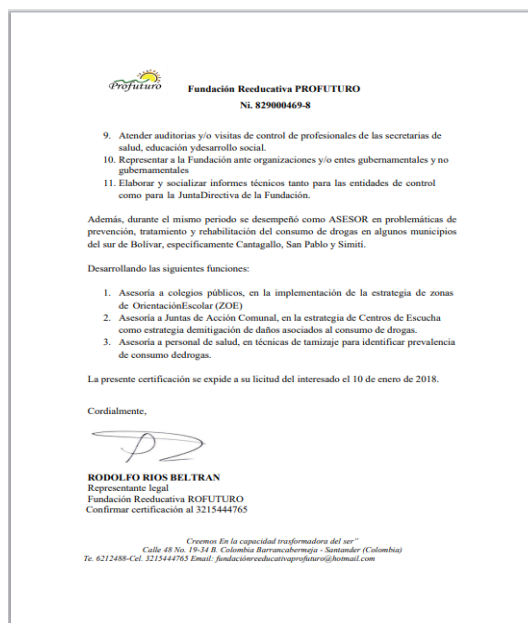 Profuturo
Fundación Reeducativa PROFUTURO
Ni. 829000469-8
9. Atender auditorias y/o visitas de control de profesionales de las secretarias de
salud, educación ydesarrollo social.
10. Representar a la Fundación ante organizaciones y/o entes gubernamentales y no
gubernamentales
11. Elaborar y socializar informes técnicos tanto para las entidades de control
como para la JuntaDirectiva de la Fundación.
Además, durante el mismo periodo se desempeñó como ASESOR en problemáticas de
prevención, tratamiento y rehabilitación del consumo de drogas en algunos municipios
del sur de Bolívar, específicamente Cantagallo, San Pablo y Simití.
Desarrollando las siguientes funciones:
1. Asesoría a colegios públicos, en la implementación de la estrategia de zonas
de OrientaciónEscolar (ZOE)
2. Asesoría a Juntas de Acción Comunal, en la estrategia de Centros de Escucha
como estrategia demitigación de daños asociados al consumo de drogas.
3. Asesoría a personal de salud, en técnicas de tamizaje para identificar prevalencia
de consumo dedrogas.
La presente certificación se expide a su licitud del interesado el 10 de enero de 2018.
Cordialmente,
RODOLFO RIOS BELTRAN
Representante legal
Fundación Reeducativa ROFUTURO
Confirmar certificación al 3215444765
Creemos En la capacidad trasformadora del ser"
Calle 48 No. 19-34 B. Colombia Barrancabermeja - Santander (Colombia)
Te. 6212488-Cel. 3215444765 Email: fundaciónreeducativaprofuturo@hotmail.com